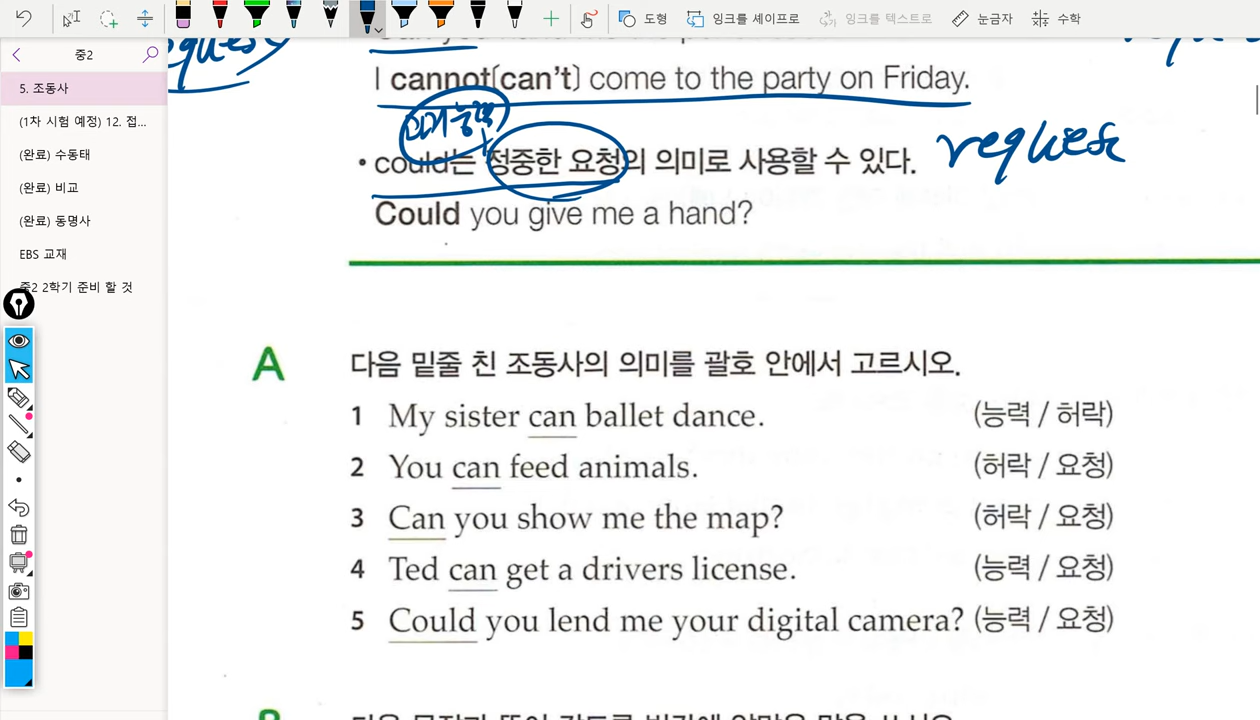 도형
잉크를 셰이프로
잉크를 텍스트로
눈금자
수학
중2
5. 조동사
(1차 시험 예정) 12. 접...
(완료) 수동태
(완료) 비교
(완료) 동명사
EBS 교재
중2 2학기 준비 할 것
I cannot(can't) come to the party on Friday.
과거 능력
+
• could는 정중한 요청의 의미로 사용할 수 있다.
request
Could you give me a hand?
A 다음 밑줄 친 조동사의 의미를 괄호 안에서 고르시오.
1 My sister can ballet dance. (능력 / 허락)
2 You can feed animals. (허락 / 요청)
3 Can you show me the map? (허락 / 요청)
4 Ted can get a drivers license. (능력 / 요청)
5 Could you lend me your digital camera? (능력 / 요청)